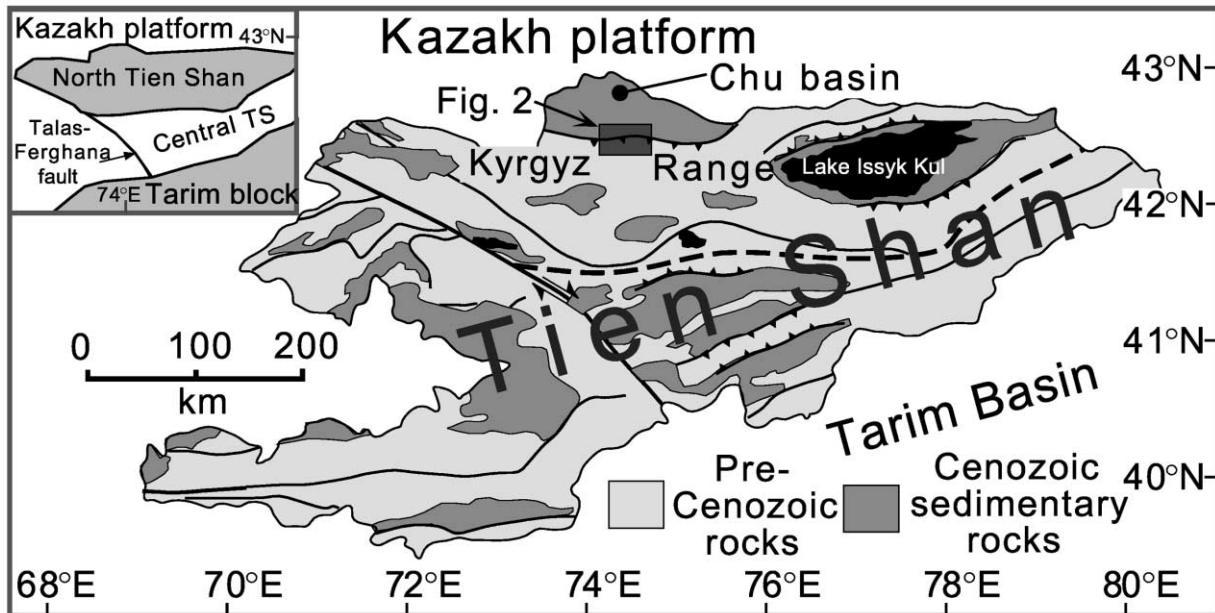 Kazakh platform
43°N
North Tien Shan
Talas-
Ferghana
fault
Central TS
74°E
Tarim block
Kazakh platform
Chu basin
Fig. 2
Kyrgyz
Range
Lake Issyk Kul
Tien Shan
Tarim Basin
43°N
42°N
41°N
40°N
0
100
200
km
Pre-
Cenozoic
rocks
Cenozoic
sedimentary
rocks
68°E
70°E
72°E
74°E
76°E
78°E
80°E